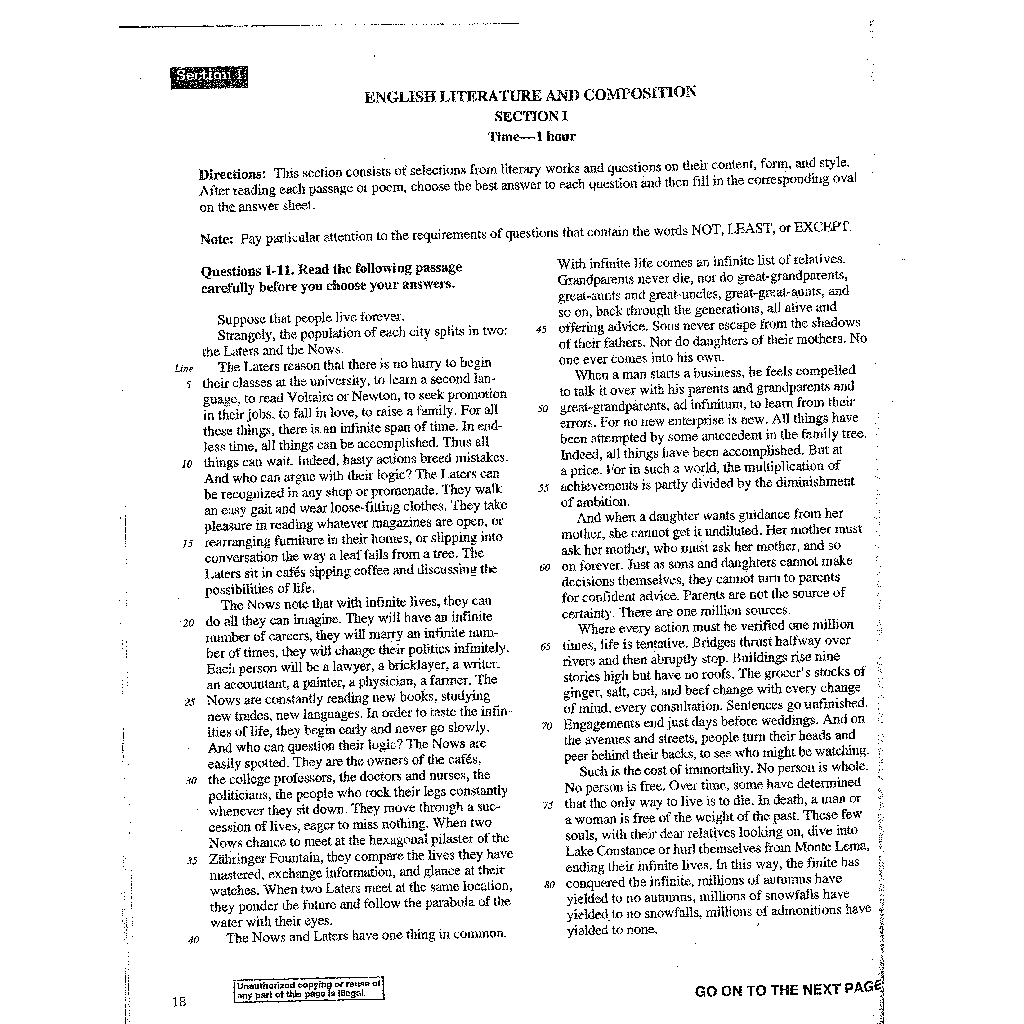 Section I
ENGLISH LITERATURE AND COMPOSITION
SECTION I
Time—1 hour
Directions: This section consists of selections from literary works and questions on their content, form, and style.
After reading each passage or poem, choose the best answer to each question and then fill in the corresponding oval
on the answer sheet.
Note: Pay particular attention to the requirements of questions that contain the words NOT, LEAST, or EXCEPT.
Questions 1-11. Read the following passage
carefully before you choose your answers.
Suppose that people live forever.
Strangely, the population of each city splits in two:
the Laters and the Nows.
Line The Laters reason that there is no hurry to begin
5 their classes at the university, to learn a second lan-
guage, to read Voltaire or Newton, to seek promotion
in their jobs, to fall in love, to raise a family. For all
these things, there is an infinite span of time. In end-
less time, all things can be accomplished. Thus all
10 things can wait. Indeed, hasty actions breed mistakes.
And who can argue with their logic? The Laters can
be recognized in any shop or promenade. They walk
an easy gait and wear loose-fitting clothes. They take
pleasure in reading whatever magazines are open, or
15 rearranging furniture in their homes, or slipping into
conversation the way a leaf falls from a tree. The
Laters sit in cafés sipping coffee and discussing the
possibilities of life.
The Nows note that with infinite lives, they can
20 do all they can imagine. They will have an infinite
number of careers, they will marry an infinite num-
ber of times, they will change their politics infinitely.
Each person will be a lawyer, a bricklayer, a writer,
an accountant, a painter, a physician, a farmer. The
25 Nows are constantly reading new books, studying
new trades, new languages. In order to taste the infin-
ities of life, they begin early and never go slowly.
And who can question their logic? The Nows are
easily spotted. They are the owners of the cafés,
30 the college professors, the doctors and nurses, the
politicians, the people who rock their legs constantly
whenever they sit down. They move through a suc-
cession of lives, eager to miss nothing. When two
Nows chance to meet at the hexagonal pilaster of the
35 Zähringer Fountain, they compare the lives they have
mastered, exchange information, and glance at their
watches. When two Laters meet at the same location,
they ponder the future and follow the parabola of the
water with their eyes.
40 The Nows and Laters have one thing in common.
With infinite life comes an infinite list of relatives.
Grandparents never die, nor do great-grandparents,
great-aunts and great-uncles, great-great-aunts, and
so on, back through the generations, all alive and
45 offering advice. Sons never escape from the shadows
of their fathers. Nor do daughters of their mothers. No
one ever comes into his own.
When a man starts a business, he feels compelled
to talk it over with his parents and grandparents and
50 great-grandparents, ad infinitum, to learn from their
errors. For no new enterprise is new. All things have
been attempted by some antecedent in the family tree.
Indeed, all things have been accomplished. But at
a price. For in such a world, the multiplication of
55 achievements is partly divided by the diminishment
of ambition.
And when a daughter wants guidance from her
mother, she cannot get it undiluted. Her mother must
ask her mother, who must ask her mother, and so
60 on forever. Just as sons and daughters cannot make
decisions themselves, they cannot turn to parents
for confident advice. Parents are not the source of
certainty. There are one million sources.
Where every action must be verified one million
65 times, life is tentative. Bridges thrust halfway over
rivers and then abruptly stop. Buildings rise nine
stories high but have no roofs. The grocer's stocks of
ginger, salt, cod, and beef change with every change
of mind, every consultation. Sentences go unfinished.
70 Engagements end just days before weddings. And on
the avenues and streets, people turn their heads and
peer behind their backs, to see who might be watching.
Such is the cost of immortality. No person is whole.
No person is free. Over time, some have determined
75 that the only way to live is to die. In death, a man or
a woman is free of the weight of the past. These few
souls, with their dear relatives looking on, dive into
Lake Constance or hurl themselves from Monte Lema,
ending their infinite lives. In this way, the finite has
80 conquered the infinite, millions of autumns have
yielded to no autumns, millions of snowfalls have
yielded to no snowfalls, millions of admonitions have
yielded to none.
Unauthorized copying or reuse of
any part of this page is illegal.
18
GO ON TO THE NEXT PAGE